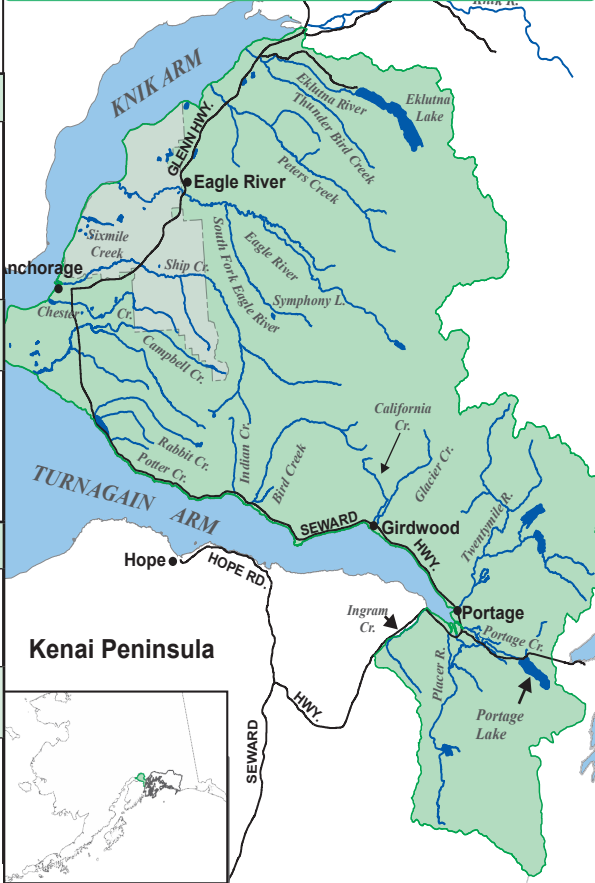 Knik R.
KNIK ARM
Eklutna River
Eklutna
Lake
Thunder Bird Creek
GLENN HWY.
Peters Creek
Eagle River
Sixmile
Creek
South Fork Eagle River
Eagle River
Anchorage
Ship Cr.
Symphony L.
Chester
Cr.
Campbell Cr.
California
Cr.
Rabbit Cr.
Potter Cr.
Indian Cr.
Bird Creek
Glacier Cr.
TURNAGAIN ARM
SEWARD
HWY.
Girdwood
Twentymile R.
Hope
HOPE RD.
Ingram
Cr.
Portage
Portage Cr.
Kenai Peninsula
Placer R.
HWY.
SEWARD
Portage
Lake